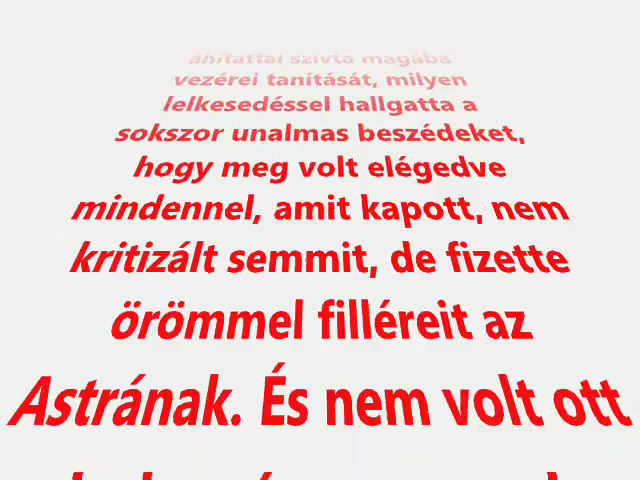 áhítattal szívta magába
vezérei tanítását, milyen
lelkesedéssel hallgatta a
sokszor unalmas beszédeket,
hogy meg volt elégedve
mindennel, amit kapott, nem
kritizált semmit, de fizette
örömmel filléreit az
Astrának. És nem volt ott